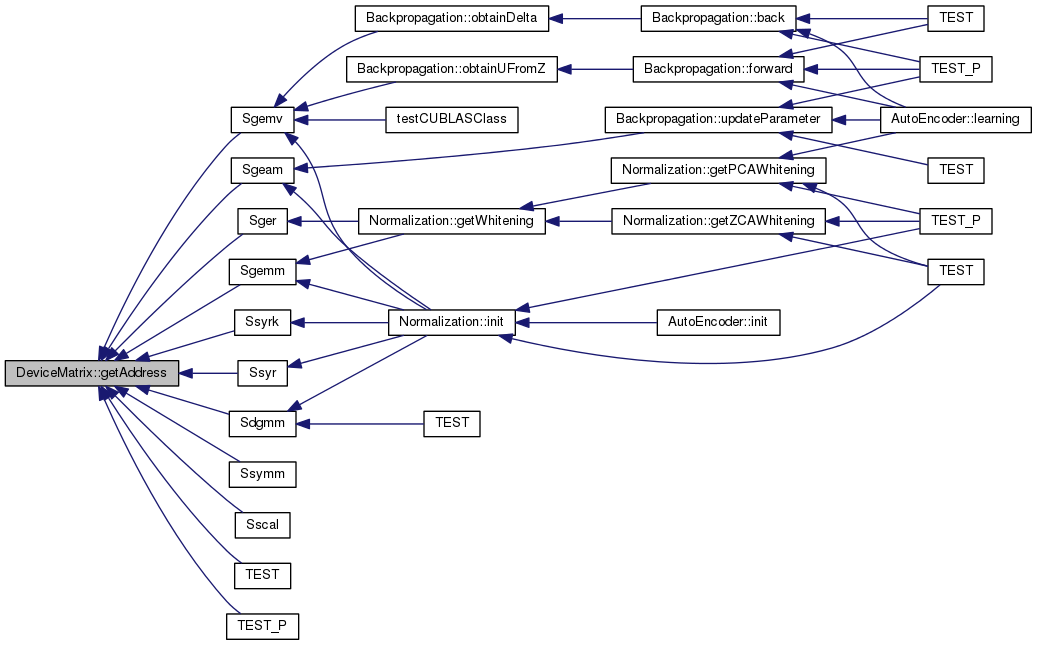 Backpropagation::obtainDelta
Backpropagation::back
TEST
Backpropagation::obtainUFromZ
Backpropagation::forward
TEST_P
Sgemv
testCUBLASClass
Backpropagation::updateParameter
AutoEncoder::learning
Sgeam
Normalization::getPCAWhitening
TEST
Sger
Normalization::getWhitening
Normalization::getZCAWhitening
TEST_P
Sgemm
TEST
Ssyrk
Normalization::init
AutoEncoder::init
DeviceMatrix::getAddress
Ssyr
Sdgmm
TEST
Ssymm
Sscal
TEST
TEST_P